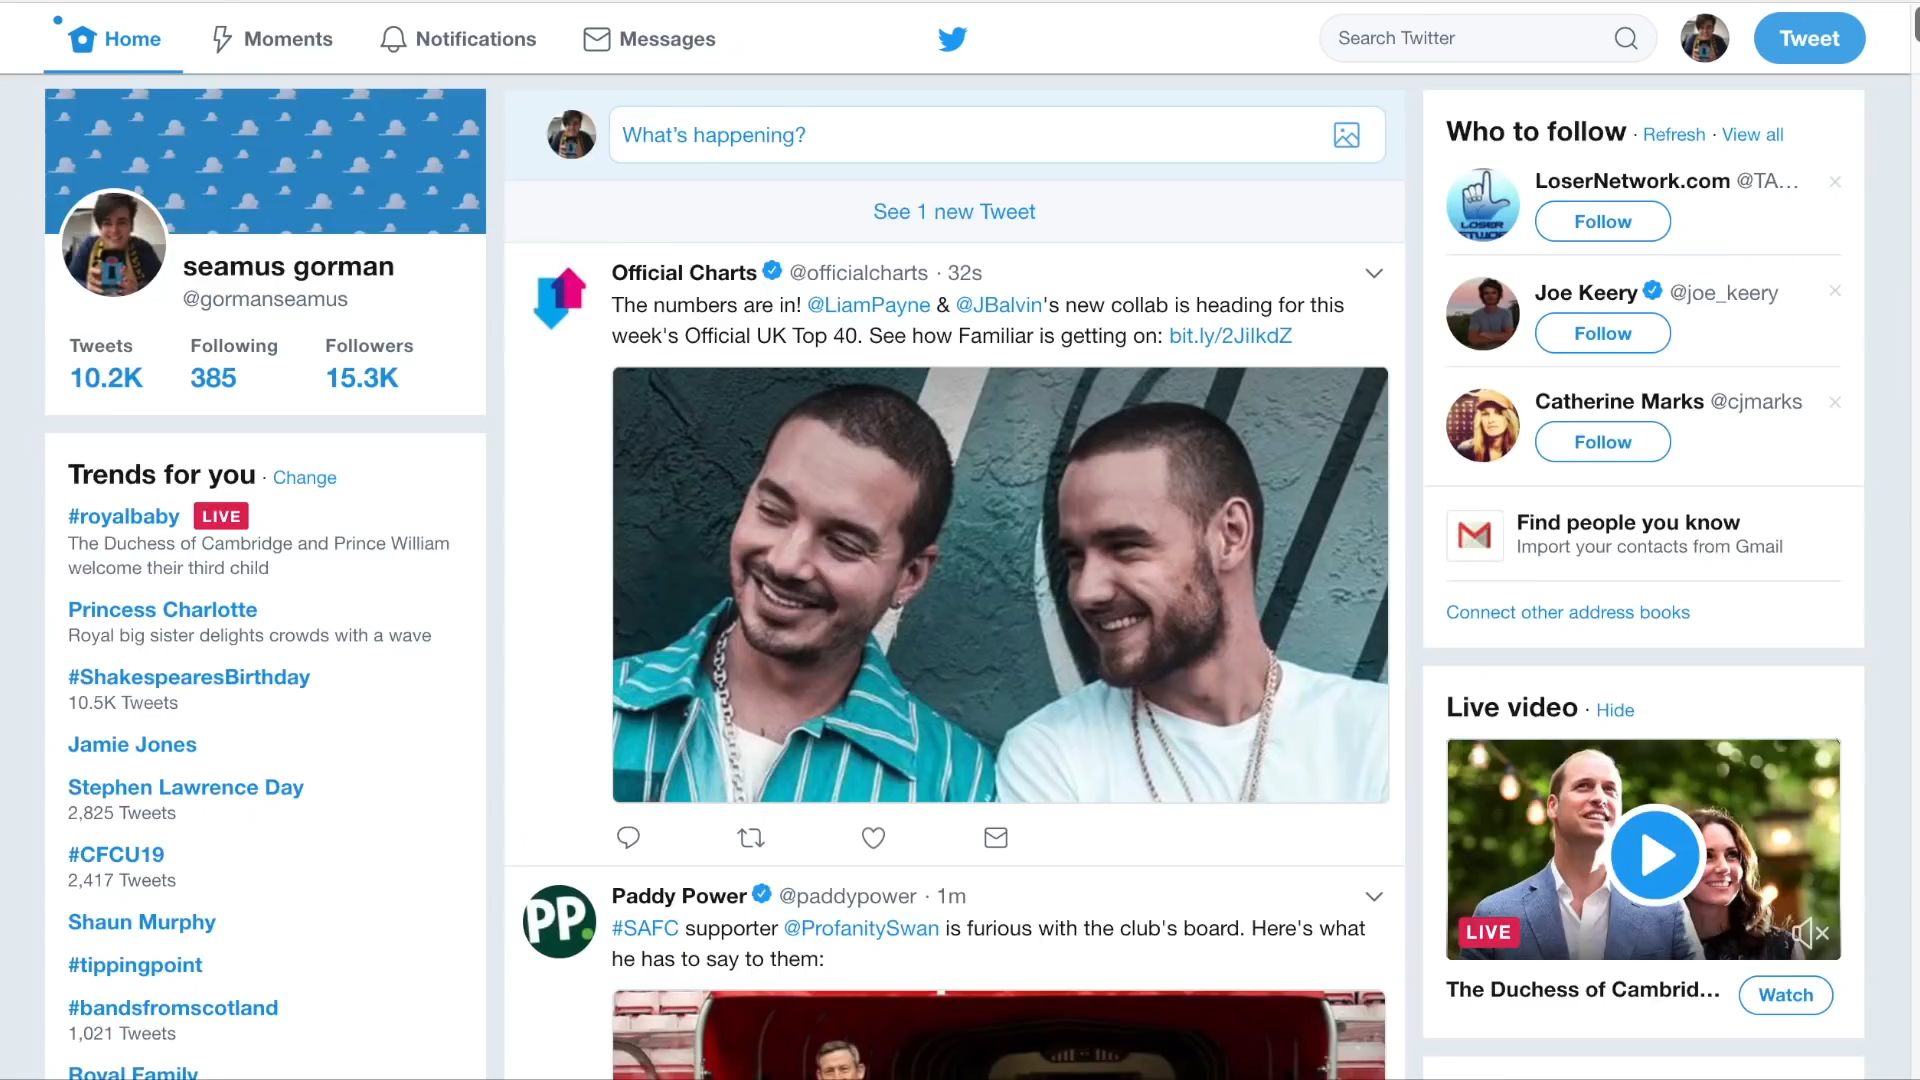 Home
Moments
Notifications
Messages
Search Twitter
Tweet
seamus gorman
@gormanseamus
Tweets Following Followers
10.2K 385 15.3K
Trends for you · Change
#royalbaby LIVE
The Duchess of Cambridge and Prince William
welcome their third child
Princess Charlotte
Royal big sister delights crowds with a wave
#ShakespearesBirthday
10.5K Tweets
Jamie Jones
Stephen Lawrence Day
2,825 Tweets
#CFCU19
2,417 Tweets
Shaun Murphy
#tippingpoint
#bandsfromscotland
1,021 Tweets
Royal Family
What's happening?
See 1 new Tweet
Official Charts @officialcharts · 32s
The numbers are in! @LiamPayne & @JBalvin's new collab is heading for this
week's Official UK Top 40. See how Familiar is getting on: bit.ly/2JiIkdZ
Paddy Power @paddypower · 1m
PP.
#SAFC supporter @ProfanitySwan is furious with the club's board. Here's what
he has to say to them:
Who to follow · Refresh · View all
LOSER
NETWORK
LoserNetwork.com @TA...
Follow
Joe Keery @joe_keery
Follow
Catherine Marks @cjmarks
Follow
Find people you know
Import your contacts from Gmail
Connect other address books
Live video · Hide
LIVE
The Duchess of Cambrid...
Watch